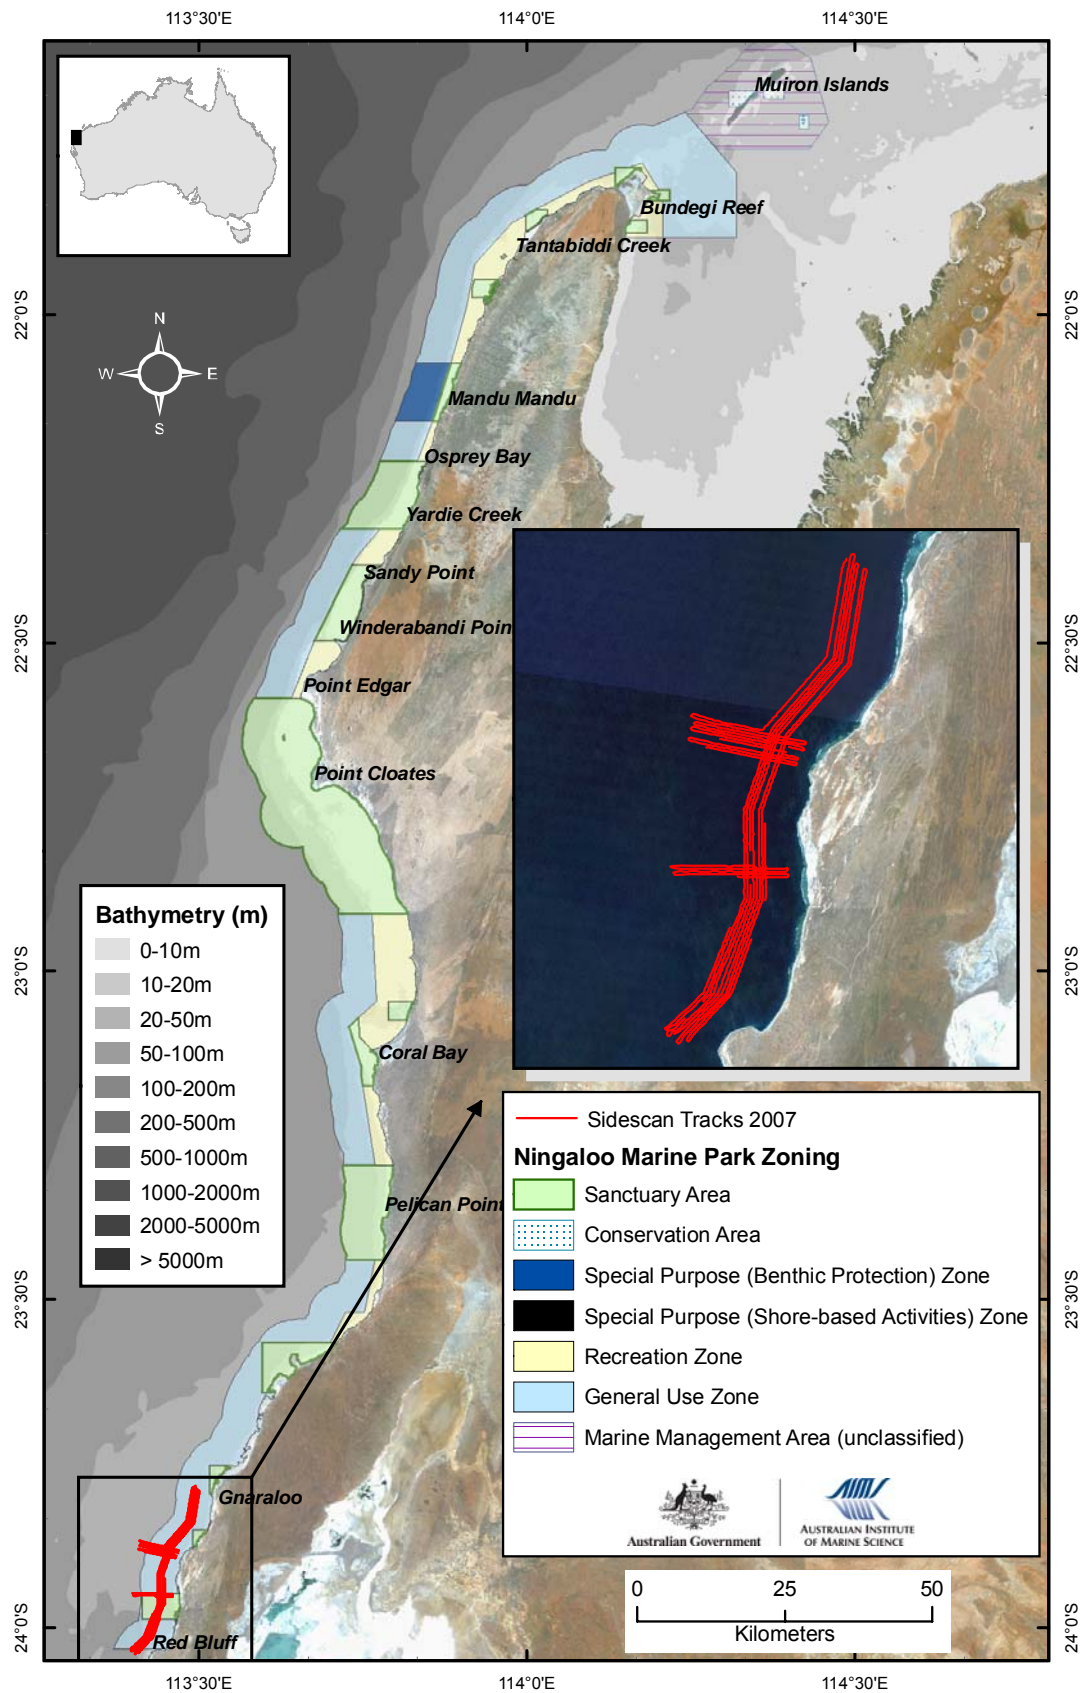 113°30'E 114°0'E 114°30'E
Muiron Islands
Bundegi Reef
Tantabiddi Creek
22°0'S 22°0'S
N
W E
S
Mandu Mandu
Osprey Bay
Yardie Creek
Sandy Point
Winderabandi Poin
22°30'S 22°30'S
Point Edgar
Point Cloates
Bathymetry (m)
0-10m
10-20m
20-50m
50-100m
100-200m
200-500m
500-1000m
1000-2000m
2000-5000m
> 5000m
23°0'S 23°0'S
Coral Bay
Pelican Point
Sidescan Tracks 2007
Ningaloo Marine Park Zoning
Sanctuary Area
Conservation Area
Special Purpose (Benthic Protection) Zone
Special Purpose (Shore-based Activities) Zone
Recreation Zone
General Use Zone
Marine Management Area (unclassified)
23°30'S 23°30'S
Australian Government
AIMS
AUSTRALIAN INSTITUTE
OF MARINE SCIENCE
Gnaraloo
Red Bluff
0 25 50
Kilometers
24°0'S 24°0'S
113°30'E 114°0'E 114°30'E